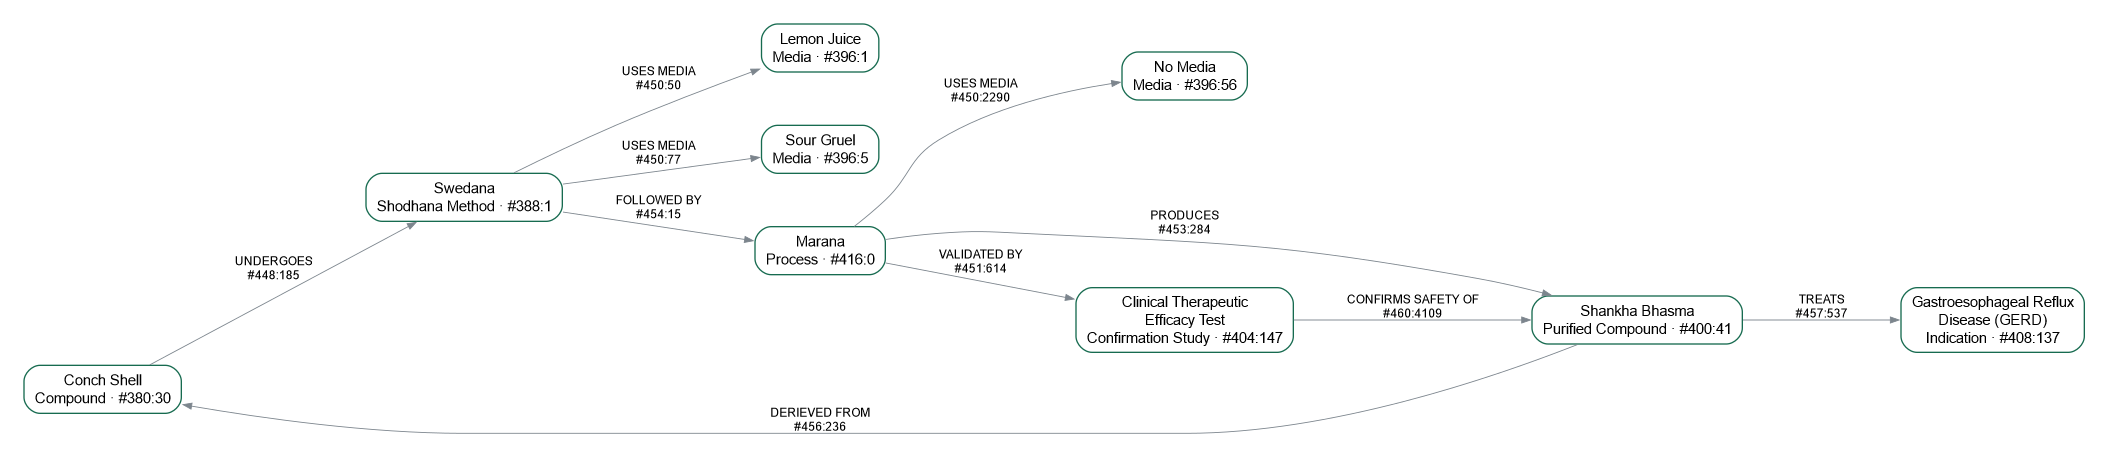 Lemon Juice
Media · #396:1
USES MEDIA
#450:50
No Media
Media · #396:56
USES MEDIA
#450:2290
Sour Gruel
Media · #396:5
USES MEDIA
#450:77
Swedana
Shodhana Method · #388:1
FOLLOWED BY
#454:15
Marana
Process · #416:0
PRODUCES
#453:284
VALIDATED BY
#451:614
UNDERGOES
#448:185
Clinical Therapeutic
Efficacy Test
Confirmation Study · #404:147
CONFIRMS SAFETY OF
#460:4109
Shankha Bhasma
Purified Compound · #400:41
TREATS
#457:537
Gastroesophageal Reflux
Disease (GERD)
Indication · #408:137
Conch Shell
Compound · #380:30
DERIEVED FROM
#456:236